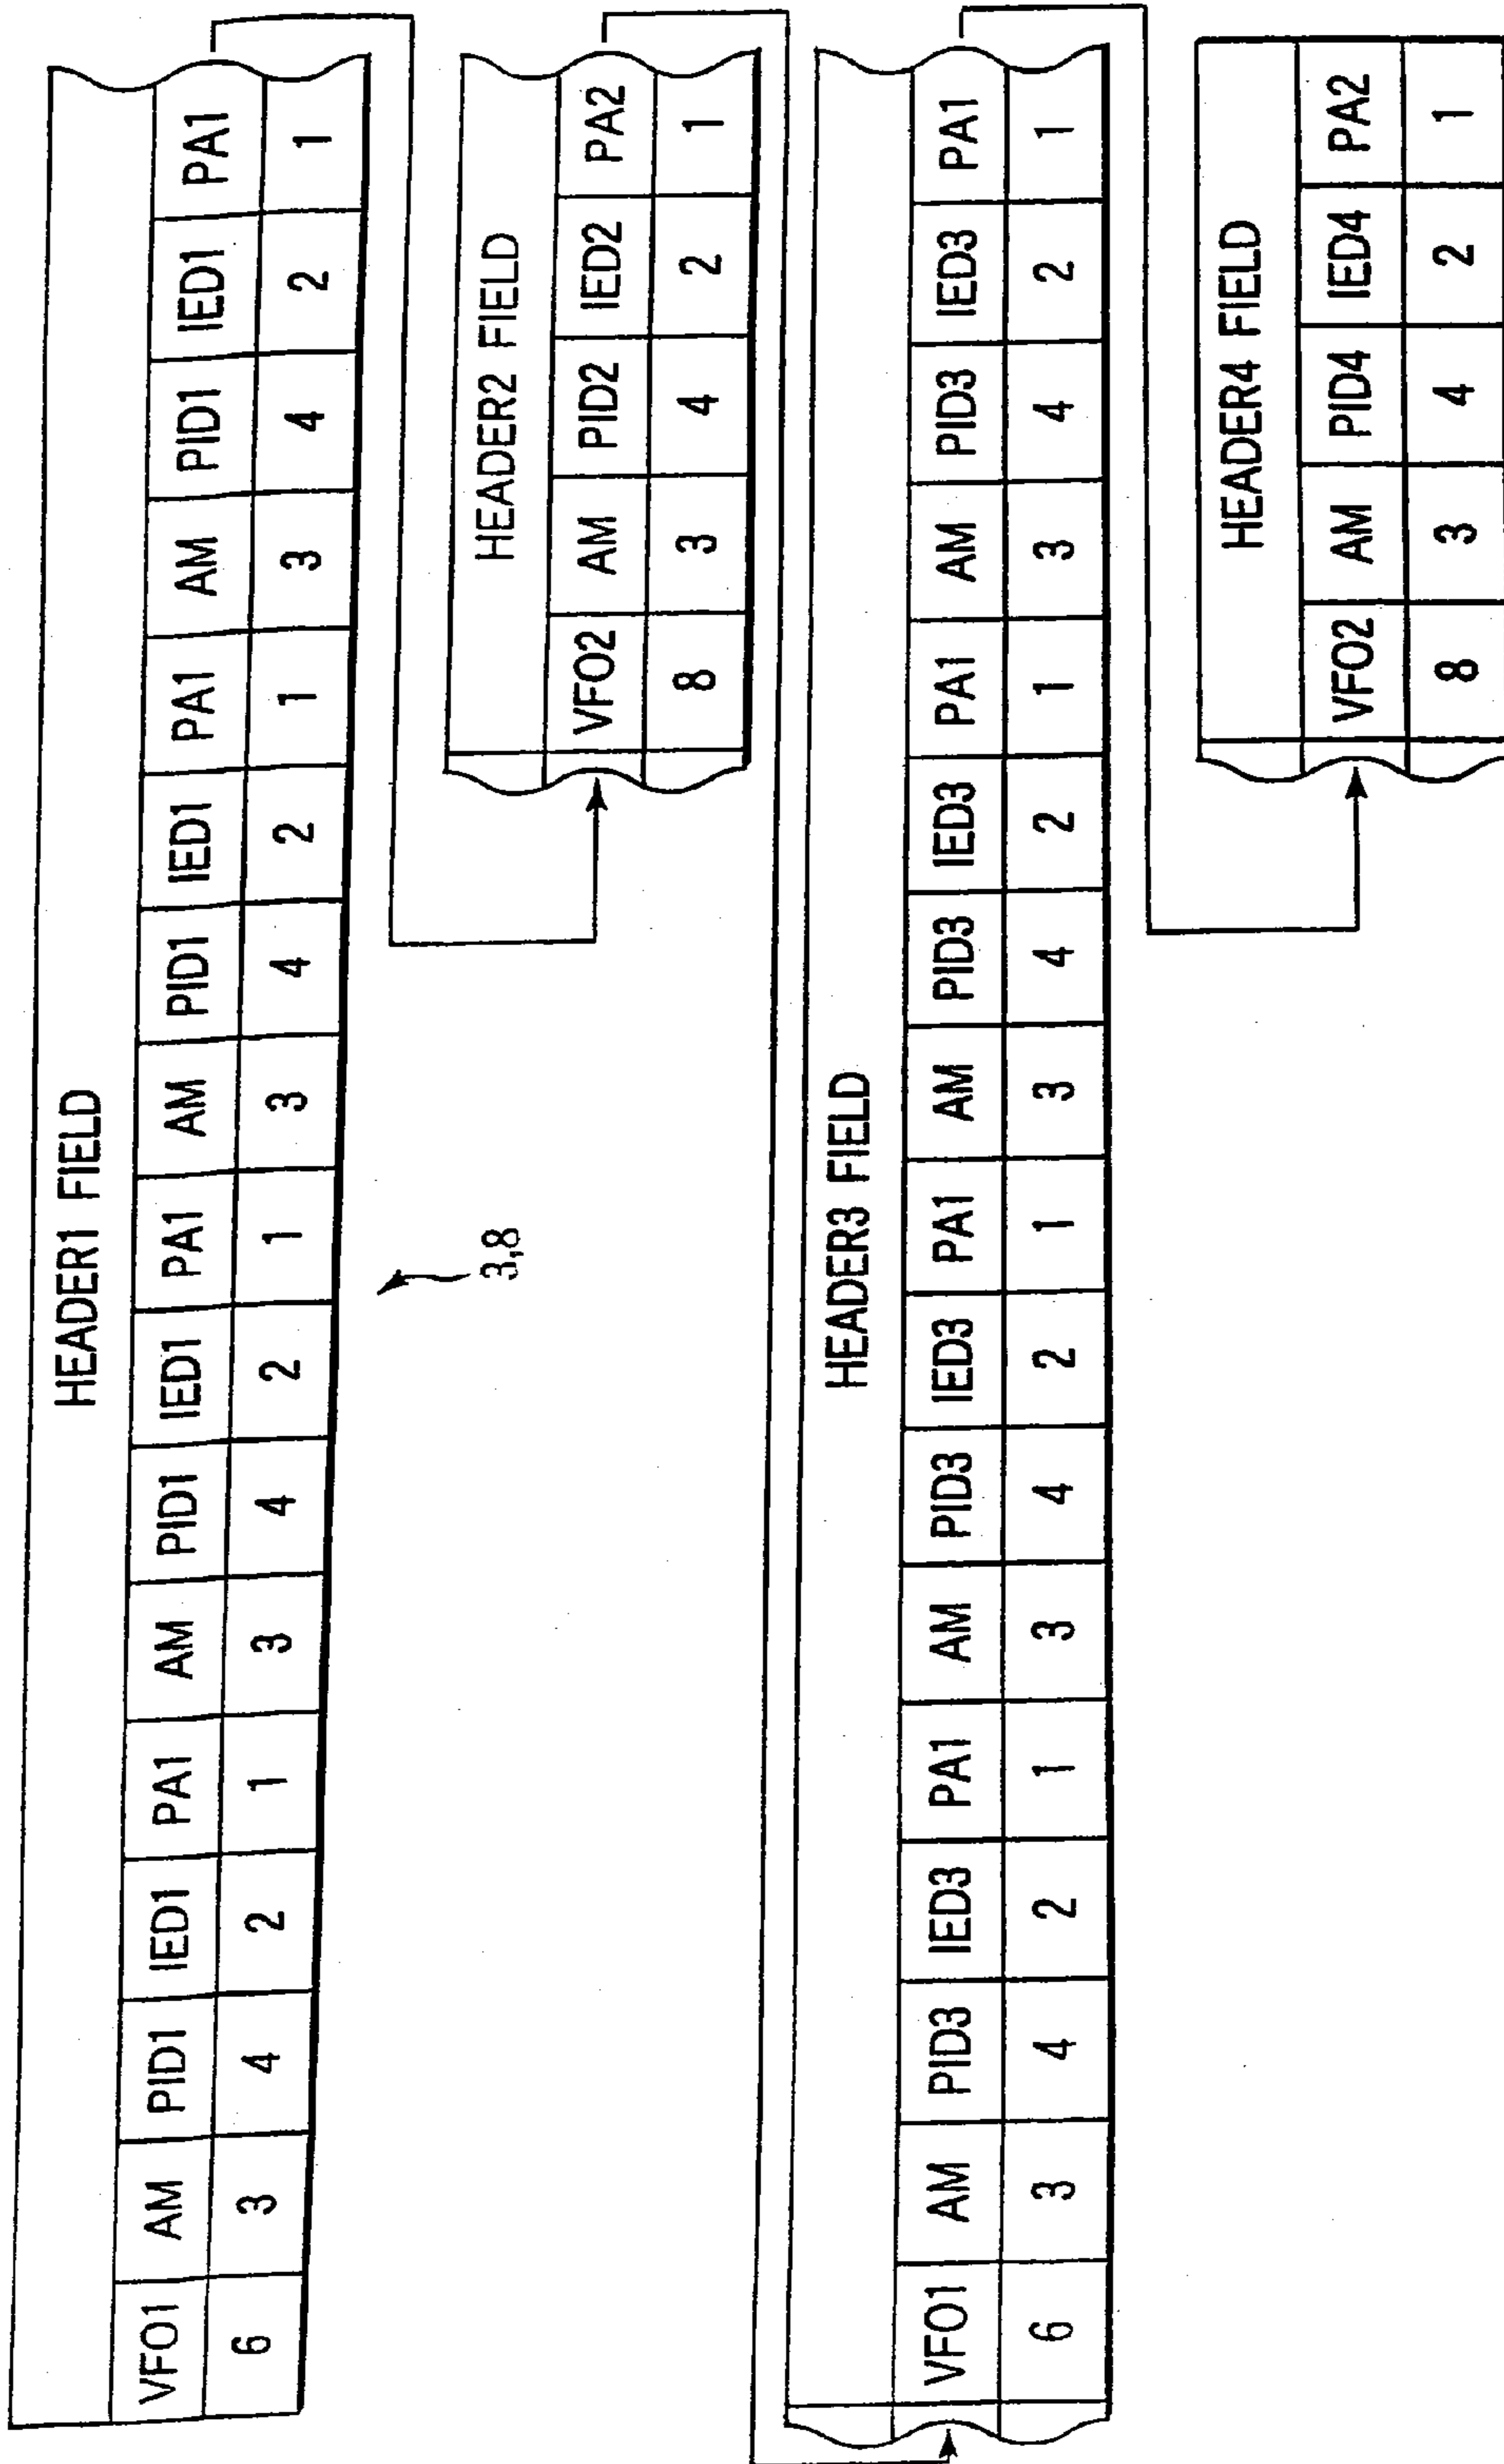 HEADER1 FIELD
VFO1 AM PID1 IED1 PA1 AM PID1 IED1 PA1 AM PID1 IED1 PA1 AM PID1 IED1 PA1
6 3 4 2 1 3 4 2 1 3 4 2 1 3 4 2 1
3,8
HEADER2 FIELD
VFO2 AM PID2 IED2 PA2
8 3 4 2 1
HEADER3 FIELD
VFO1 AM PID3 IED3 PA1 AM PID3 IED3 PA1 AM PID3 IED3 PA1 AM PID3 IED3 PA1
6 3 4 2 1 3 4 2 1 3 4 2 1 3 4 2 1
HEADER4 FIELD
VFO2 AM PID4 IED4 PA2
8 3 4 2 1